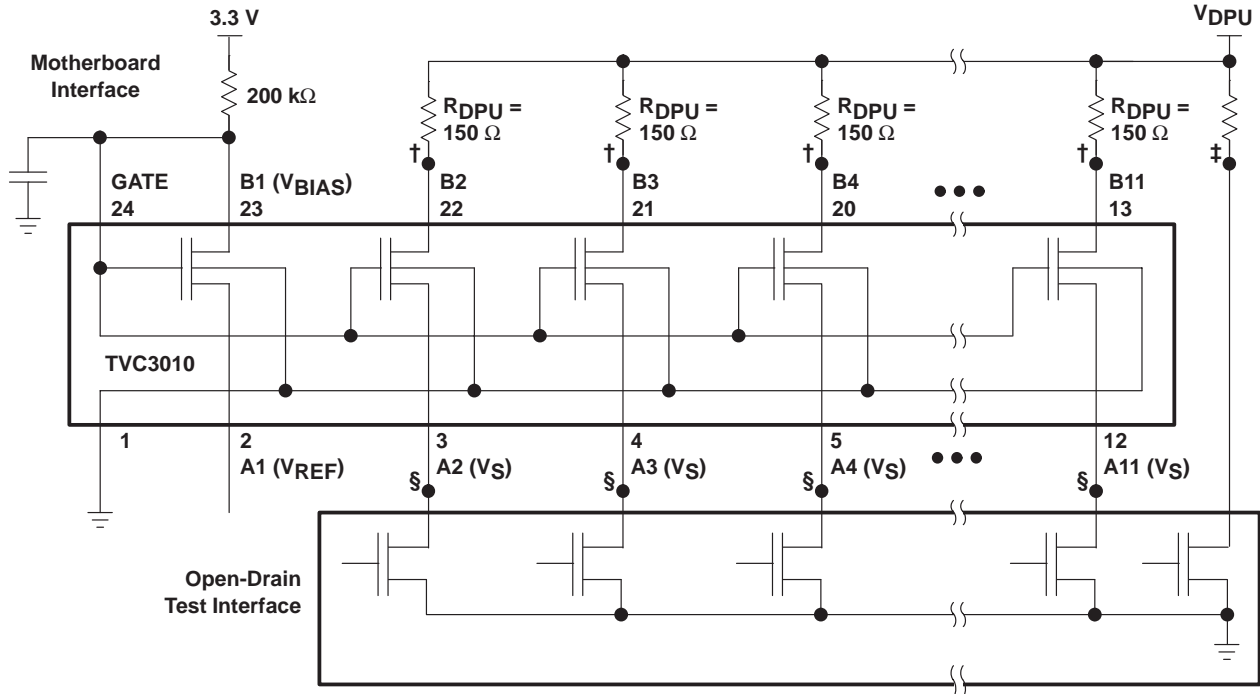 3.3 V
VDPU
Motherboard
Interface
200 kΩ
RDPU =
150 Ω
RDPU =
150 Ω
RDPU =
150 Ω
RDPU =
150 Ω
†
†
†
†
‡
GATE
24
B1 (VBIAS)
23
B2
22
B3
21
B4
20
•••
B11
13
TVC3010
1
2
A1 (VREF)
3
A2 (VS)
4
A3 (VS)
5
A4 (VS)
•••
12
A11 (VS)
§
§
§
§
Open-Drain
Test Interface